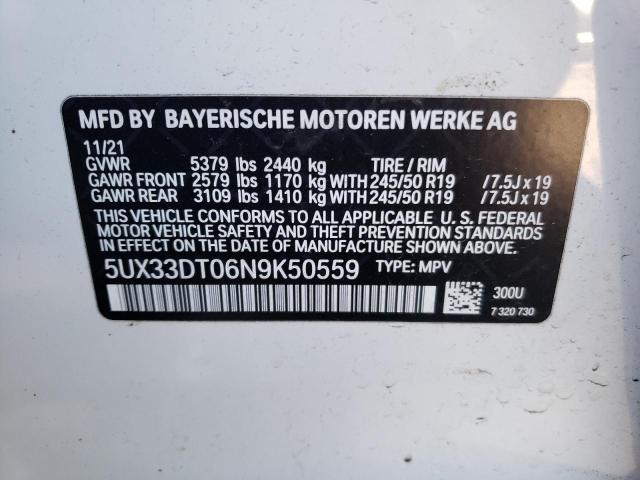 MFD BY BAYERISCHE MOTOREN WERKE AG
11/21
GVWR 5379 lbs 2440 kg TIRE / RIM
GAWR FRONT 2579 lbs 1170 kg WITH 245/50 R19 /7.5J x 19
GAWR REAR 3109 lbs 1410 kg WITH 245/50 R19 /7.5J x 19
THIS VEHICLE CONFORMS TO ALL APPLICABLE U. S. FEDERAL
MOTOR VEHICLE SAFETY AND THEFT PREVENTION STANDARDS
IN EFFECT ON THE DATE OF MANUFACTURE SHOWN ABOVE.
5UX33DT06N9K50559 TYPE: MPV
300U
7 320 730